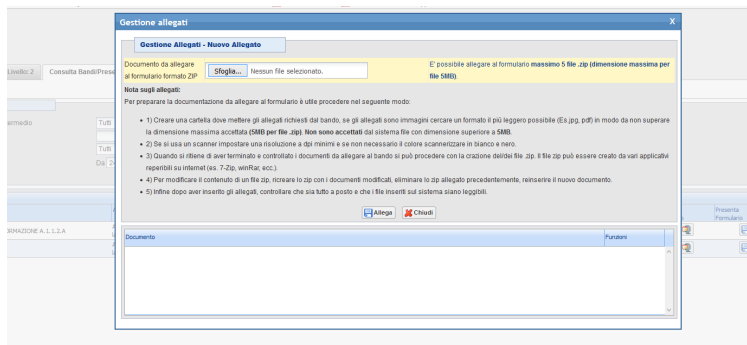 Gestione allegati
X
Gestione Allegati - Nuovo Allegato
Documento da allegare
al formulario formato ZIP
Sfoglia... Nessun file selezionato.
E' possibile allegare al formulario massimo 5 file .zip (dimensione massima per
file 5MB).
Nota sugli allegati:
Per preparare la documentazione da allegare al formulario è utile procedere nel seguente modo:
1) Creare una cartella dove mettere gli allegati richiesti dal bando, se gli allegati sono immagini cercare un formato il più leggero possibile (Es.jpg, pdf) in modo da non superare
la dimensione massima accettata (5MB per file .zip). Non sono accettati dal sistema file con dimensione superiore a 5MB.
2) Se si usa un scanner impostare una risoluzione a dpi minimi e se non necessario il colore scannerizzare in bianco e nero.
3) Quando si ritiene di aver terminato e controllato i documenti da allegare al bando si può procedere con la crazione del/dei file .zip. Il file zip può essere creato da vari applicativi
reperibili su internet (es. 7-Zip, winRar, ecc.).
4) Per modificare il contenuto di un file zip, ricreare lo zip con i documenti modificati, eliminare lo zip allegato precedentemente, reinserire il nuovo documento.
5) Infine dopo aver inserito gli allegati, controllare che sia tutto a posto e che i file inseriti sul sistema siano leggibili.
Allega
Chiudi
Documento
Funzioni
Livello: 2
Consulta Bandi/Prese
ermedio
Tutti
Tutti
Da
ORMAZIONE A.1.1.2.A
Presenta
Formulario